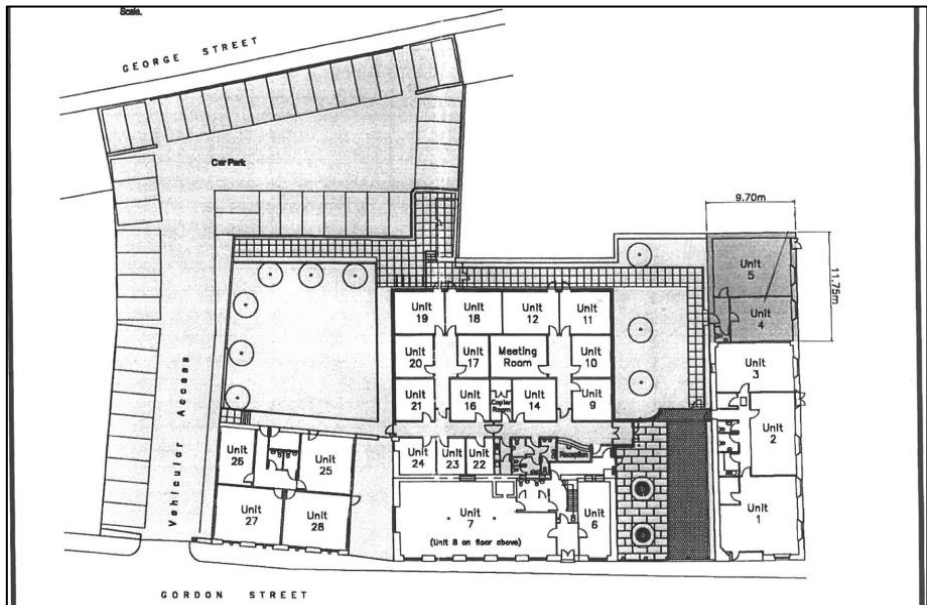 Scale.
GEORGE STREET
Car Park
9.70m
11.75m
Unit
5
Unit
4
Unit
19
Unit
18
Unit
12
Unit
11
Unit
3
Unit
20
Unit
17
Meeting
Room
Unit
10
Unit
21
Unit
16
Copier
Room
Unit
14
Unit
9
Unit
2
Vehicular Access
Unit
26
Unit
25
Unit
24
Unit
23
Unit
22
Reception
Unit
27
Unit
28
Unit
7
(Unit 8 on floor above)
Unit
6
Unit
1
GORDON STREET